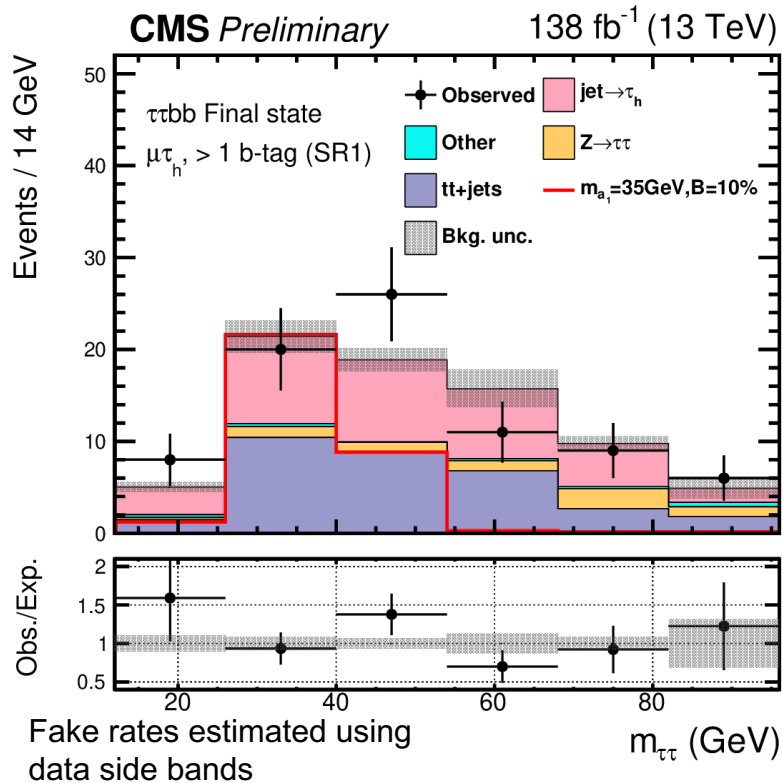 CMS Preliminary
138 fb⁻¹ (13 TeV)
Events / 14 GeV
50
40
30
20
10
0
ττbb Final state
μτₕ, > 1 b-tag (SR1)
Observed
jet→τₕ
Other
Z→ττ
tt+jets
m_a₁=35GeV,B=10%
Bkg. unc.
Obs./Exp.
2
1.5
1
0.5
20
40
60
80
m_ττ (GeV)
Fake rates estimated using
data side bands